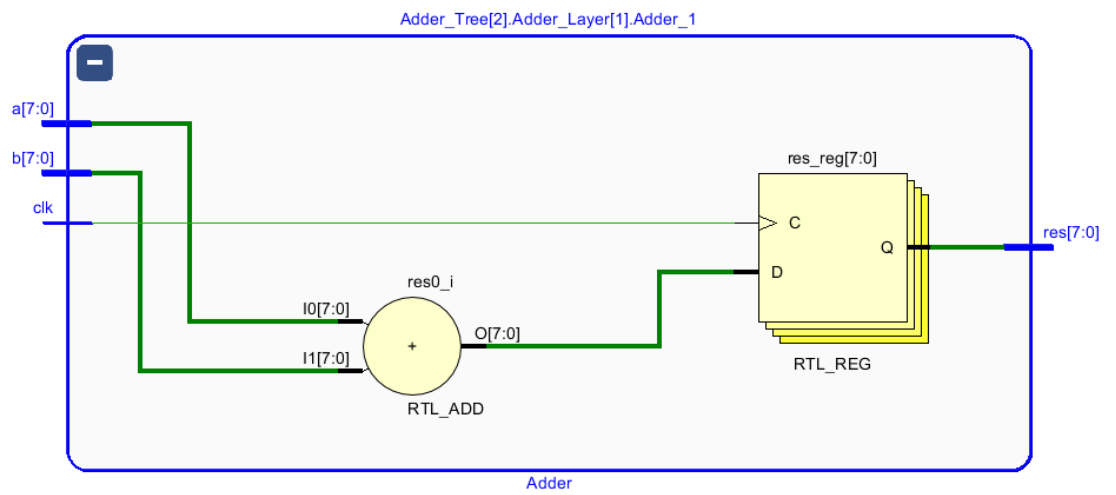 Adder_Tree[2].Adder_Layer[1].Adder_1
a[7:0]
b[7:0]
clk
res_reg[7:0]
C
Q
D
res[7:0]
res0_i
I0[7:0]
I1[7:0]
+
O[7:0]
RTL_ADD
RTL_REG
Adder